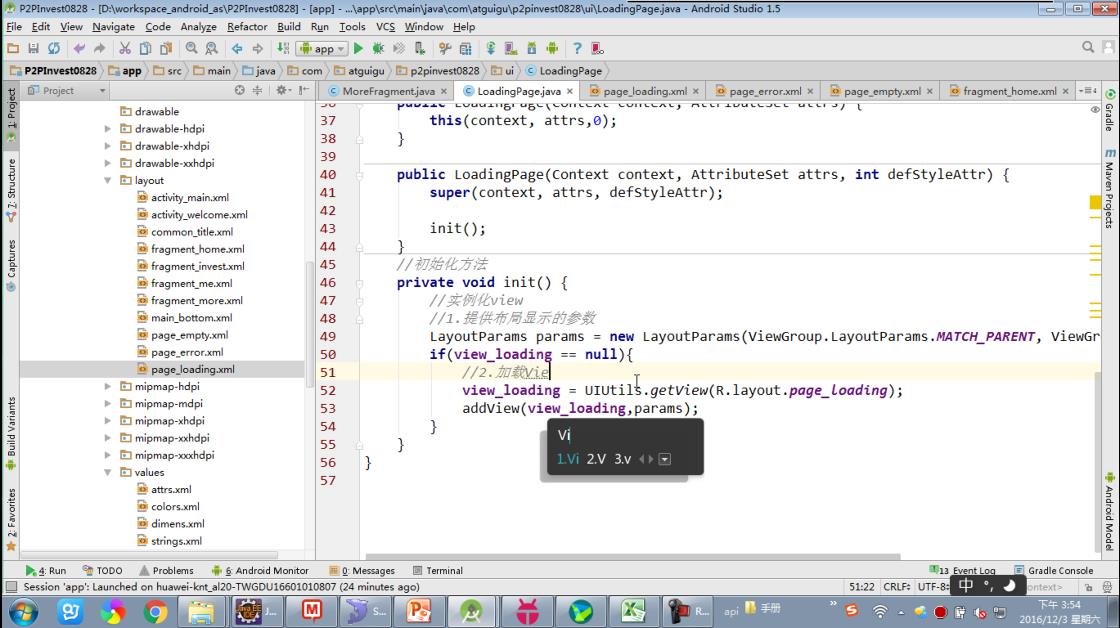 P2PInvest0828 - [D:\workspace_android_as\P2PInvest0828] - [app] - ...\app\src\main\java\com\atguigu\p2pinvest0828\ui\LoadingPage.java - Android Studio 1.5
File Edit View Navigate Code Analyze Refactor Build Run Tools VCS Window Help
app
P2PInvest0828 app src main java com atguigu p2pinvest0828 ui LoadingPage
Project
MoreFragment.java LoadingPage.java page_loading.xml page_error.xml page_empty.xml fragment_home.xml
1: Project
7: Structure
Captures
Build Variants
2: Favorites
drawable
drawable-hdpi
drawable-xhdpi
drawable-xxhdpi
layout
activity_main.xml
activity_welcome.xml
common_title.xml
fragment_home.xml
fragment_invest.xml
fragment_me.xml
fragment_more.xml
main_bottom.xml
page_empty.xml
page_error.xml
page_loading.xml
mipmap-hdpi
mipmap-mdpi
mipmap-xhdpi
mipmap-xxhdpi
mipmap-xxxhdpi
values
attrs.xml
colors.xml
dimens.xml
strings.xml
36 public LoadingPage(Context context, AttributeSet attrs) {
37 this(context, attrs,0);
38 }
39
40 public LoadingPage(Context context, AttributeSet attrs, int defStyleAttr) {
41 super(context, attrs, defStyleAttr);
42
43 init();
44 }
45 //初始化方法
46 private void init() {
47 //实例化view
48 //1.提供布局显示的参数
49 LayoutParams params = new LayoutParams(ViewGroup.LayoutParams.MATCH_PARENT, ViewGr
50 if(view_loading == null){
51 //2.加载Vie
52 view_loading = UIUtils.getView(R.layout.page_loading);
53 addView(view_loading,params);
54 }
55 }
56 }
57
Vi
1.Vi 2.V 3.v
Gradle
Maven Projects
Android Model
4: Run TODO Problems 6: Android Monitor 0: Messages Terminal 13 Event Log Gradle Console
Session 'app': Launched on huawei-knt_al20-TWGDU16601010807 (24 minutes ago) 51:22 CRLF÷ UTF-8÷ 中 °, ontext>
J... S... R... api 手册
下午 3:54
2016/12/3 星期六